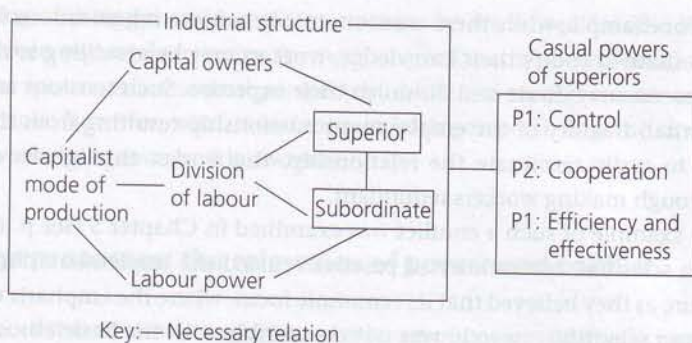 Industrial structure
Capital owners
Superior
Capitalist
mode of
production
Division
of labour
Subordinate
Labour power
Casual powers
of superiors
P1: Control
P2: Cooperation
P1: Efficiency and
effectiveness
Key:— Necessary relation